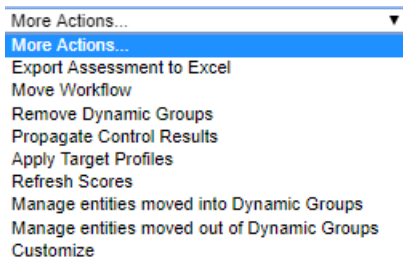 More Actions...
More Actions...
Export Assessment to Excel
Move Workflow
Remove Dynamic Groups
Propagate Control Results
Apply Target Profiles
Refresh Scores
Manage entities moved into Dynamic Groups
Manage entities moved out of Dynamic Groups
Customize